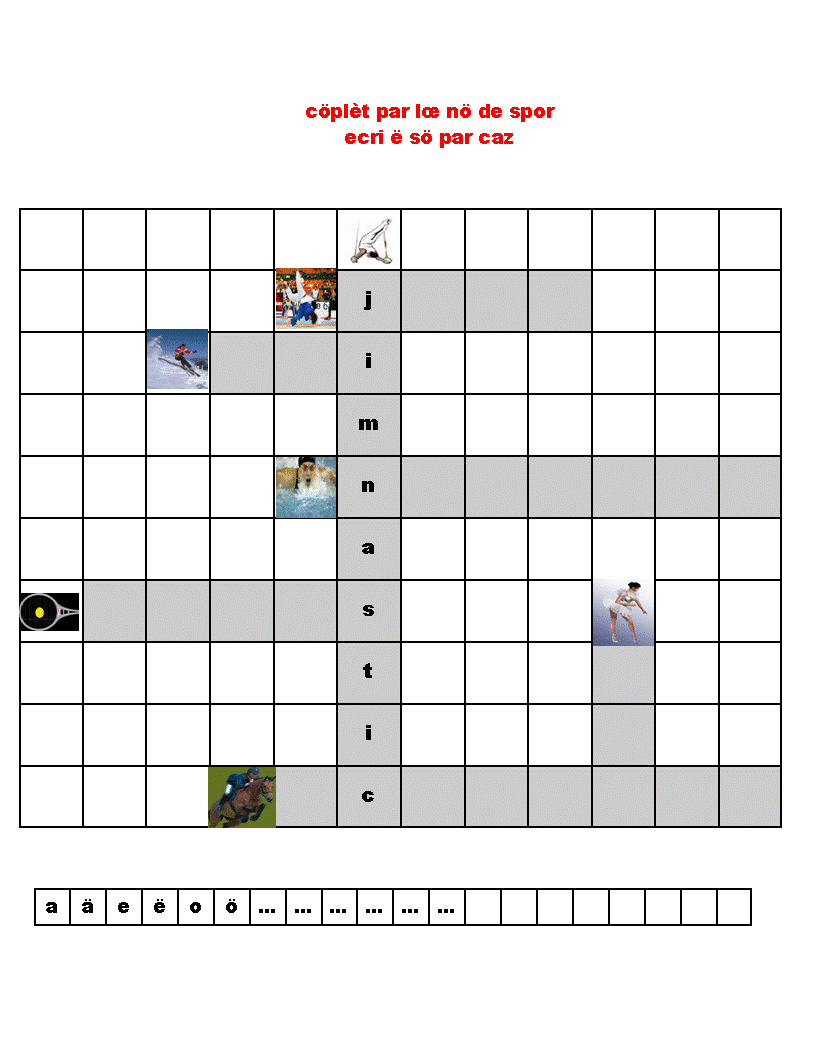 cöplèt par lœ nö de spor
ecri ë sö par caz
j
i
m
n
a
s
t
i
c
a ä e ë o ö ... ... ... ... ... ...